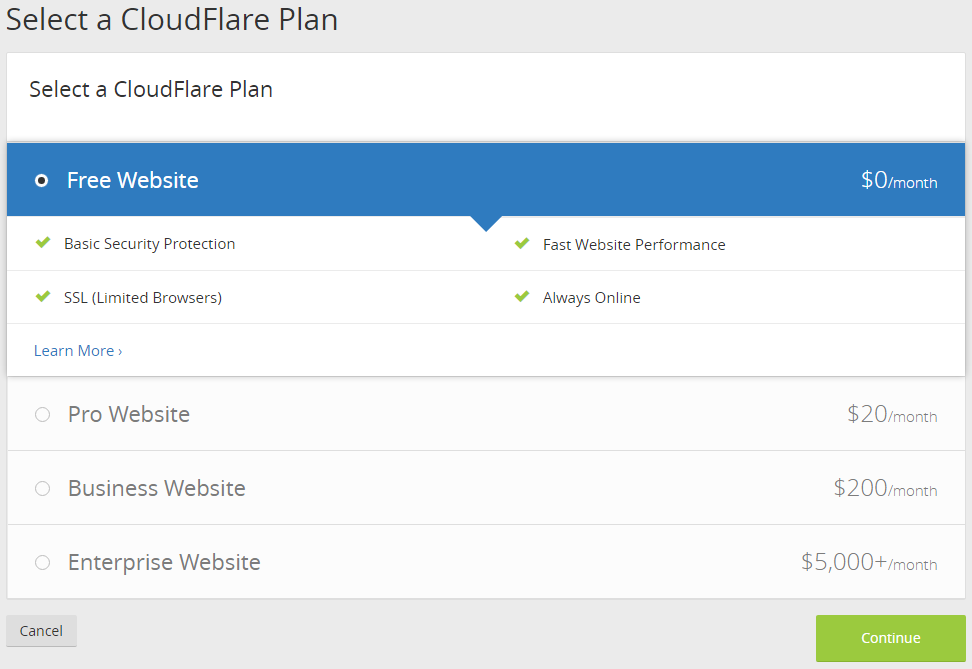 Select a CloudFlare Plan
Select a CloudFlare Plan
Free Website $0/month
Basic Security Protection Fast Website Performance
SSL (Limited Browsers) Always Online
Learn More ›
Pro Website $20/month
Business Website $200/month
Enterprise Website $5,000+/month
Cancel Continue